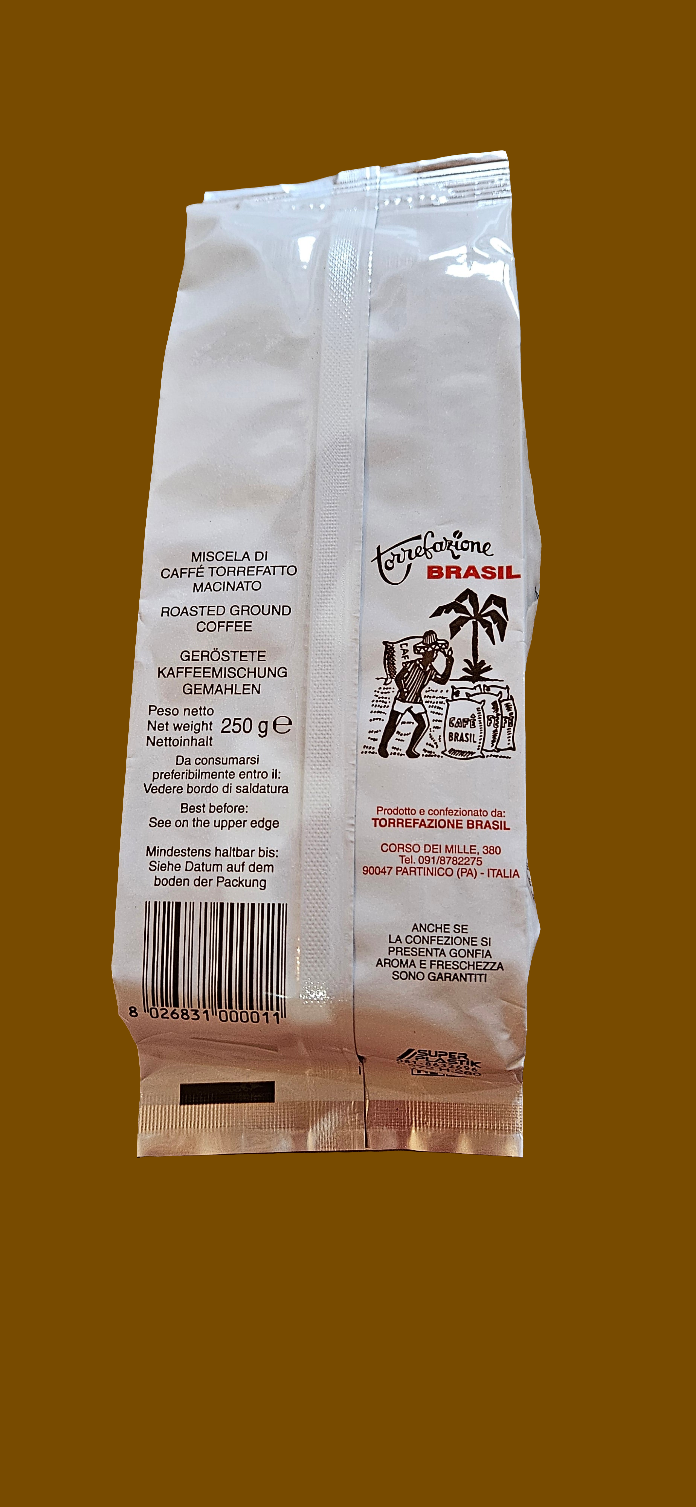 MISCELA DI
CAFFÉ TORREFATTO
MACINATO
ROASTED GROUND
COFFEE
GERÖSTETE
KAFFEEMISCHUNG
GEMAHLEN
Peso netto
Net weight 250 g ℮
Nettoinhalt
Da consumarsi
preferibilmente entro il:
Vedere bordo di saldatura
Best before:
See on the upper edge
Mindestens haltbar bis:
Siehe Datum auf dem
boden der Packung
8 026831 000011
Torrefazione
BRASIL
CAF
CAFÉ
BRASIL
Prodotto e confezionato da:
TORREFAZIONE BRASIL
CORSO DEI MILLE, 380
Tel. 091/8782275
90047 PARTINICO (PA) - ITALIA
ANCHE SE
LA CONFEZIONE SI
PRESENTA GONFIA
AROMA E FRESCHEZZA
SONO GARANTITI
SUPER
PLASTIK